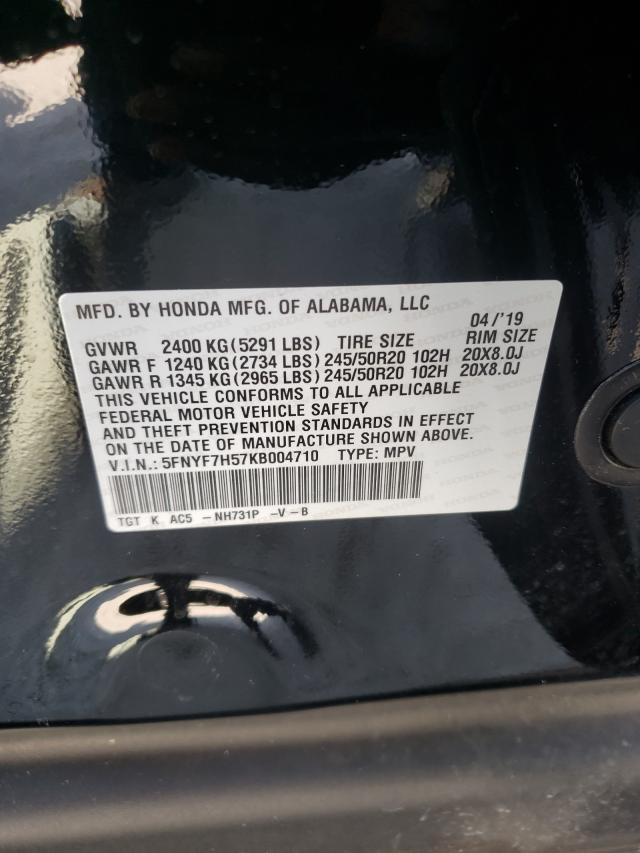 MFD. BY HONDA MFG. OF ALABAMA, LLC
04/'19
GVWR 2400 KG(5291 LBS) TIRE SIZE RIM SIZE
GAWR F 1240 KG(2734 LBS)245/50R20 102H 20X8.0J
GAWR R 1345 KG(2965 LBS)245/50R20 102H 20X8.0J
THIS VEHICLE CONFORMS TO ALL APPLICABLE
FEDERAL MOTOR VEHICLE SAFETY
AND THEFT PREVENTION STANDARDS IN EFFECT
ON THE DATE OF MANUFACTURE SHOWN ABOVE.
V.I.N.: 5FNYF7H57KB004710 TYPE: MPV
TGT K AC5 -NH731P -V-B